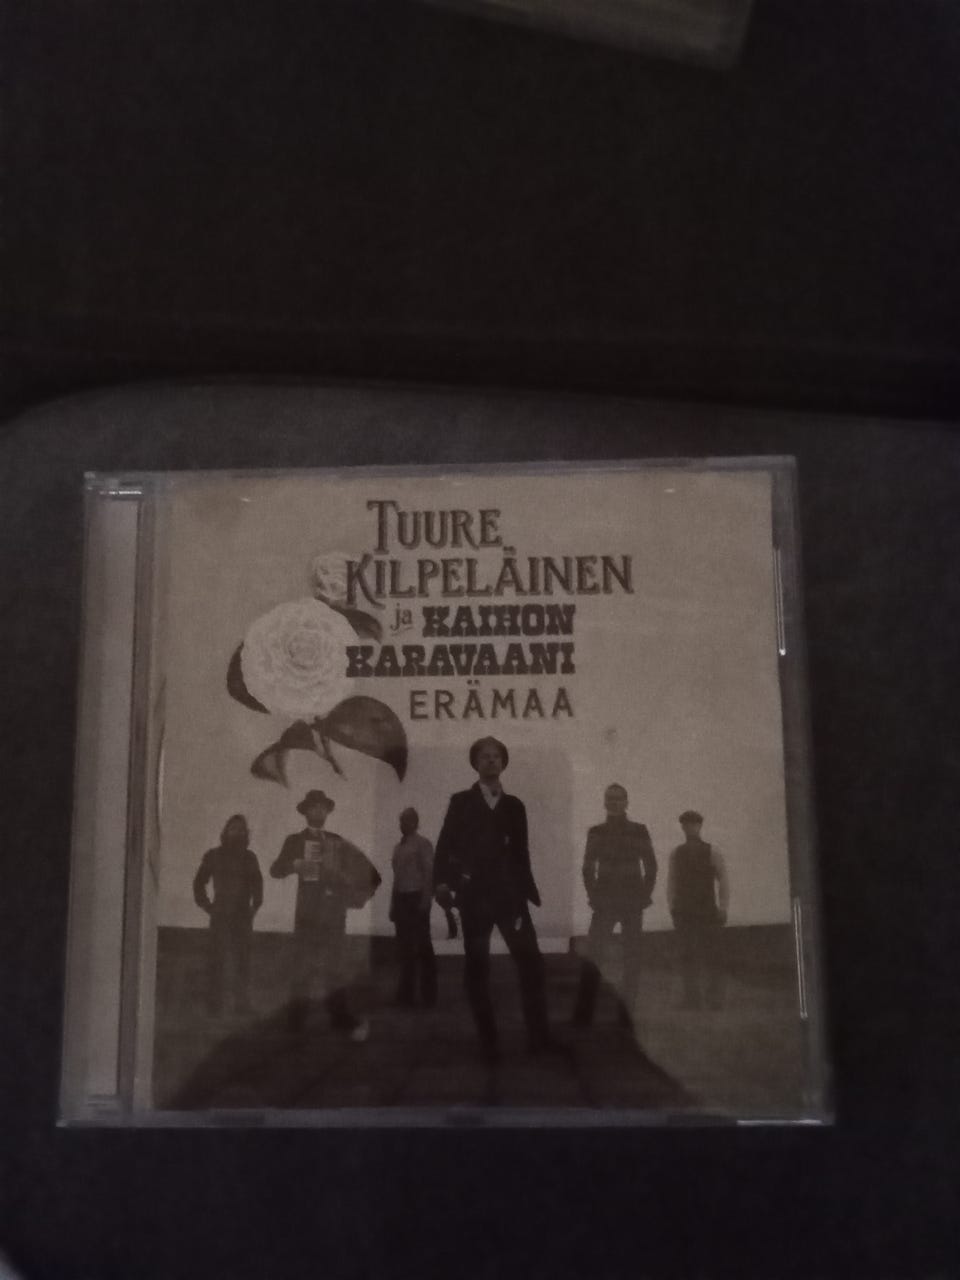 TUURE
KILPELÄINEN
ja KAIHON
KARAVAANI
ERÄMAA